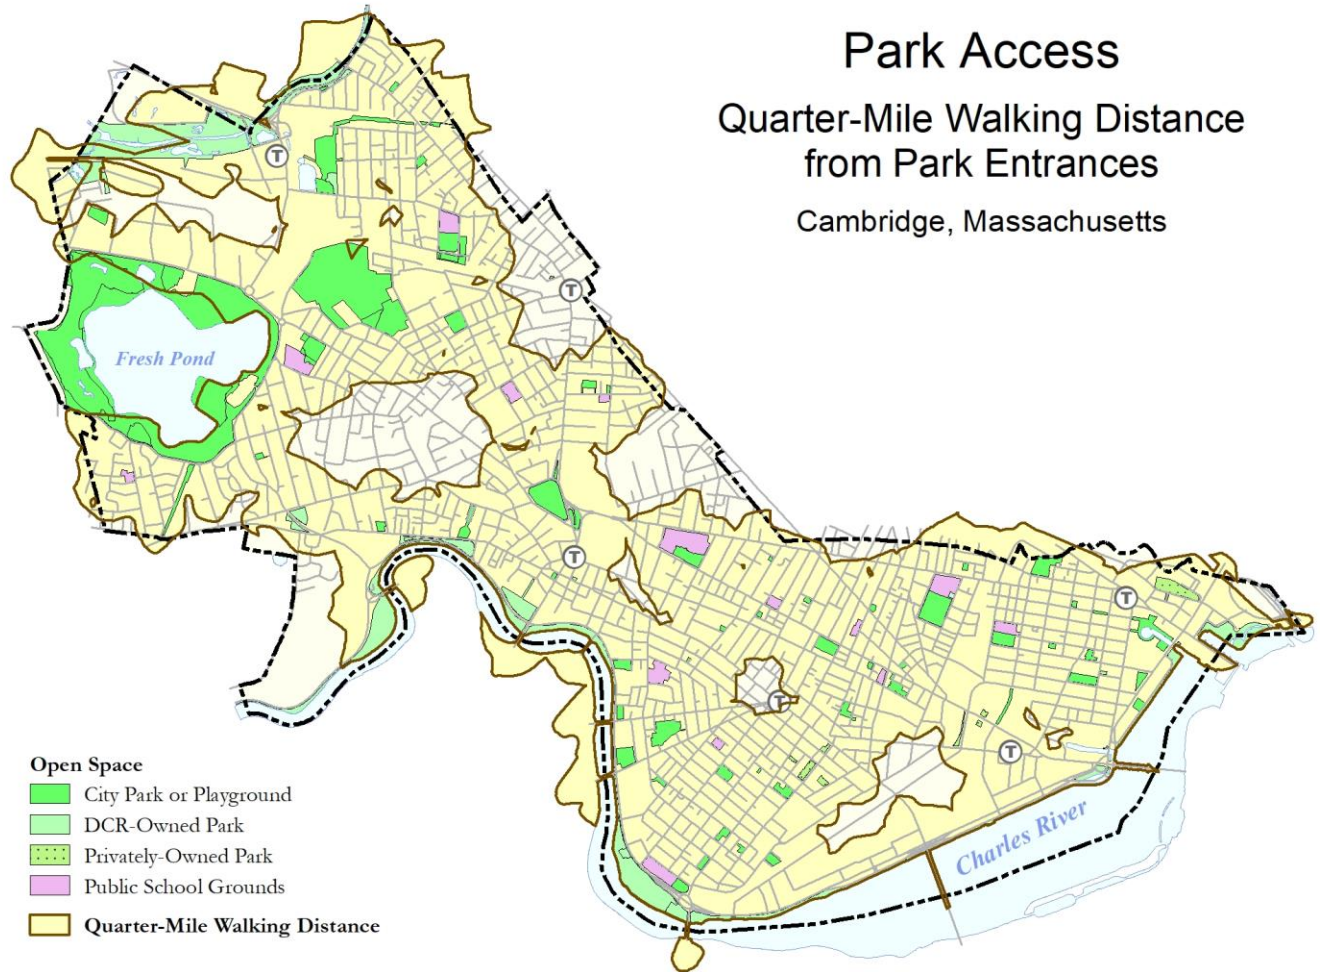 Park Access
Quarter-Mile Walking Distance
from Park Entrances
Cambridge, Massachusetts
T
T
Fresh Pond
T
T
T
T
Charles River
Open Space
City Park or Playground
DCR-Owned Park
Privately-Owned Park
Public School Grounds
Quarter-Mile Walking Distance